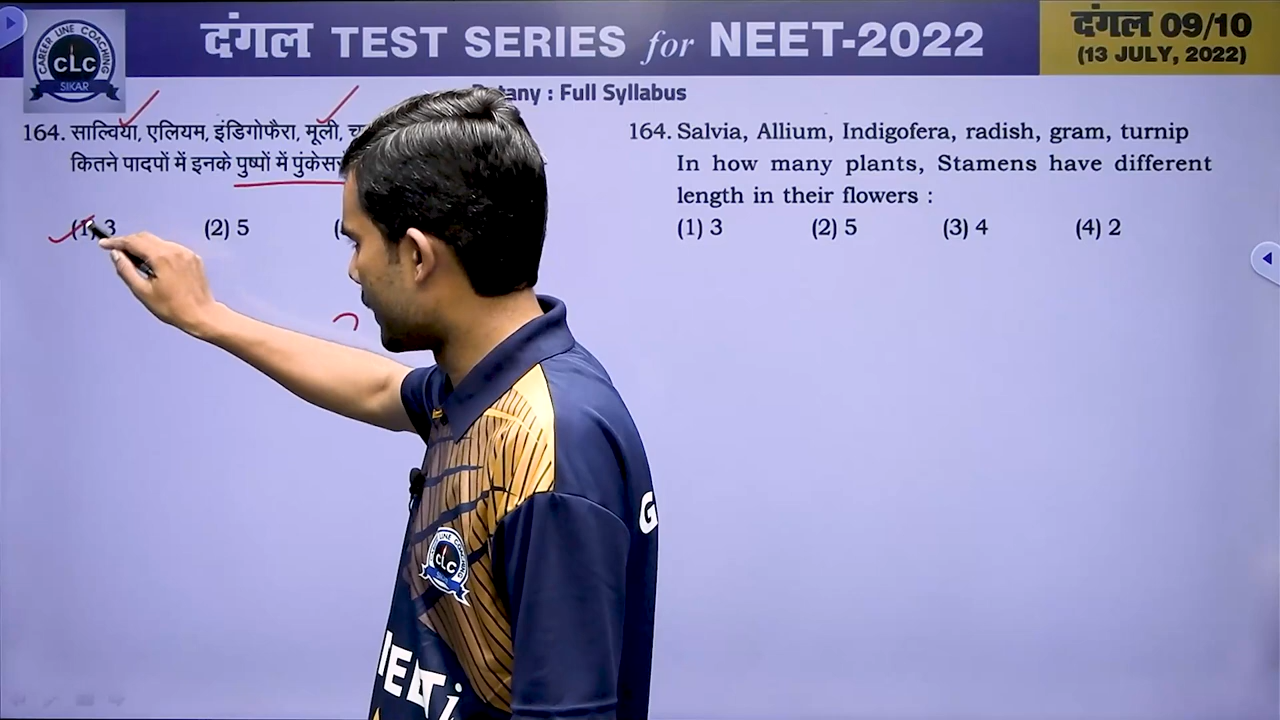 दंगल TEST SERIES for NEET-2022
दंगल 09/10
(13 JULY, 2022)
CAREER LINE COACHING
CLC
SIKAR
: Full Syllabus
164. साल्विया, एलियम, इंडिगोफैरा, मूली,
कितने पादपों में इनके पुष्पों में
(1) 3 (2) 5
164. Salvia, Allium, Indigofera, radish, gram, turnip
In how many plants, Stamens have different
length in their flowers :
(1) 3 (2) 5 (3) 4 (4) 2
G
CLC